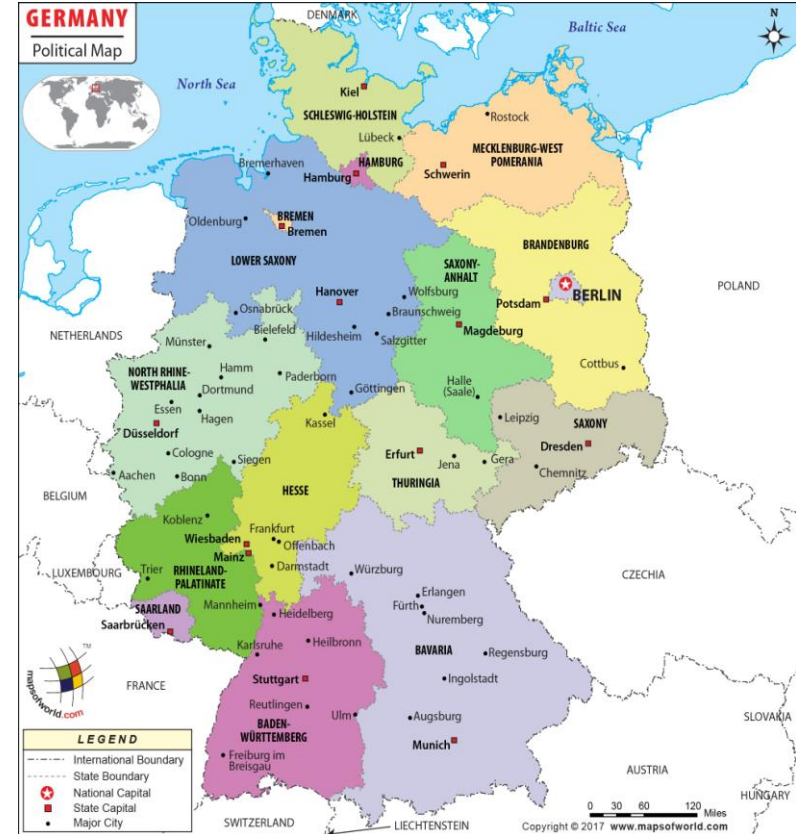 GERMANY
Political Map
DENMARK
Baltic Sea
N
North Sea
Kiel
SCHLESWIG-HOLSTEIN
Rostock
Lübeck
MECKLENBURG-WEST
POMERANIA
HAMBURG
Hamburg
Schwerin
Bremerhaven
Oldenburg
BREMEN
Bremen
BRANDENBURG
LOWER SAXONY
SAXONY-
ANHALT
Hanover
Wolfsburg
Potsdam
BERLIN
POLAND
Osnabrück
Braunschweig
Hildesheim
Salzgitter
Magdeburg
NETHERLANDS
Münster
Bielefeld
NORTH RHINE-
WESTPHALIA
Hamm
Paderborn
Dortmund
Göttingen
Halle
(Saale)
Cottbus
Essen
Hagen
Kassel
Leipzig
SAXONY
Düsseldorf
Dresden
Cologne
Siegen
Erfurt
Jena
Gera
Chemnitz
Aachen
Bonn
HESSE
THURINGIA
BELGIUM
Koblenz
Frankfurt
Wiesbaden
Offenbach
Mainz
RHINELAND-
PALATINATE
Darmstadt
Würzburg
Trier
LUXEMBOURG
CZECHIA
Erlangen
Mannheim
Heidelberg
Fürth
Nuremberg
SAARLAND
Saarbrücken
Heilbronn
Karlsruhe
BAVARIA
Regensburg
Stuttgart
Ingolstadt
TM
mapsofworld.com
FRANCE
Reutlingen
Ulm
Augsburg
BADEN-
WÜRTTEMBERG
Munich
SLOVAKIA
Freiburg im
Breisgau
LEGEND
International Boundary
State Boundary
National Capital
State Capital
Major City
AUSTRIA
HUNGARY
SWITZERLAND
LIECHTENSTEIN
0 30 60 120 Miles
Copyright © 2017 www.mapsofworld.com